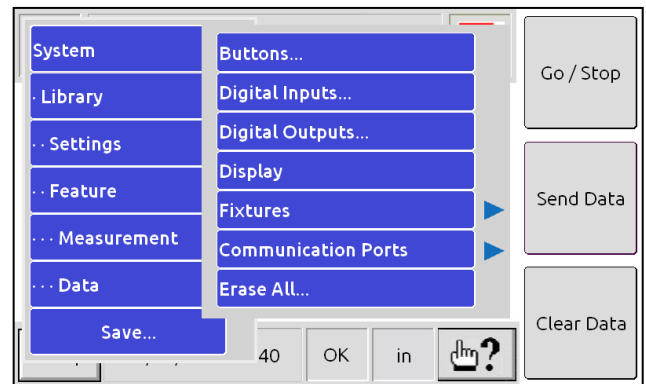 System
· Library
· · Settings
· · Feature
· · · Measurement
· · · Data
Save...
Buttons...
Digital Inputs...
Digital Outputs...
Display
Fixtures
Communication Ports
Erase All...
Go / Stop
Send Data
Clear Data
40
OK
in
?